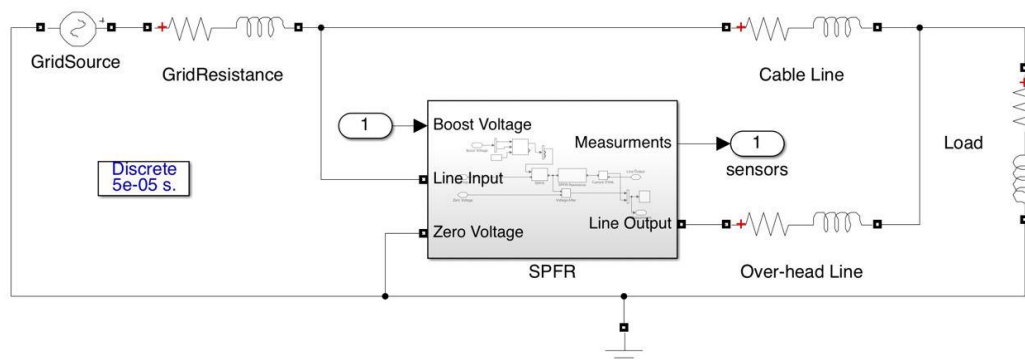 GridSource
GridResistance
Cable Line
1
Boost Voltage
Measurments
1
sensors
Load
Discrete
5e-05 s.
Line Input
Zero Voltage
Line Output
SPFR
Over-head Line